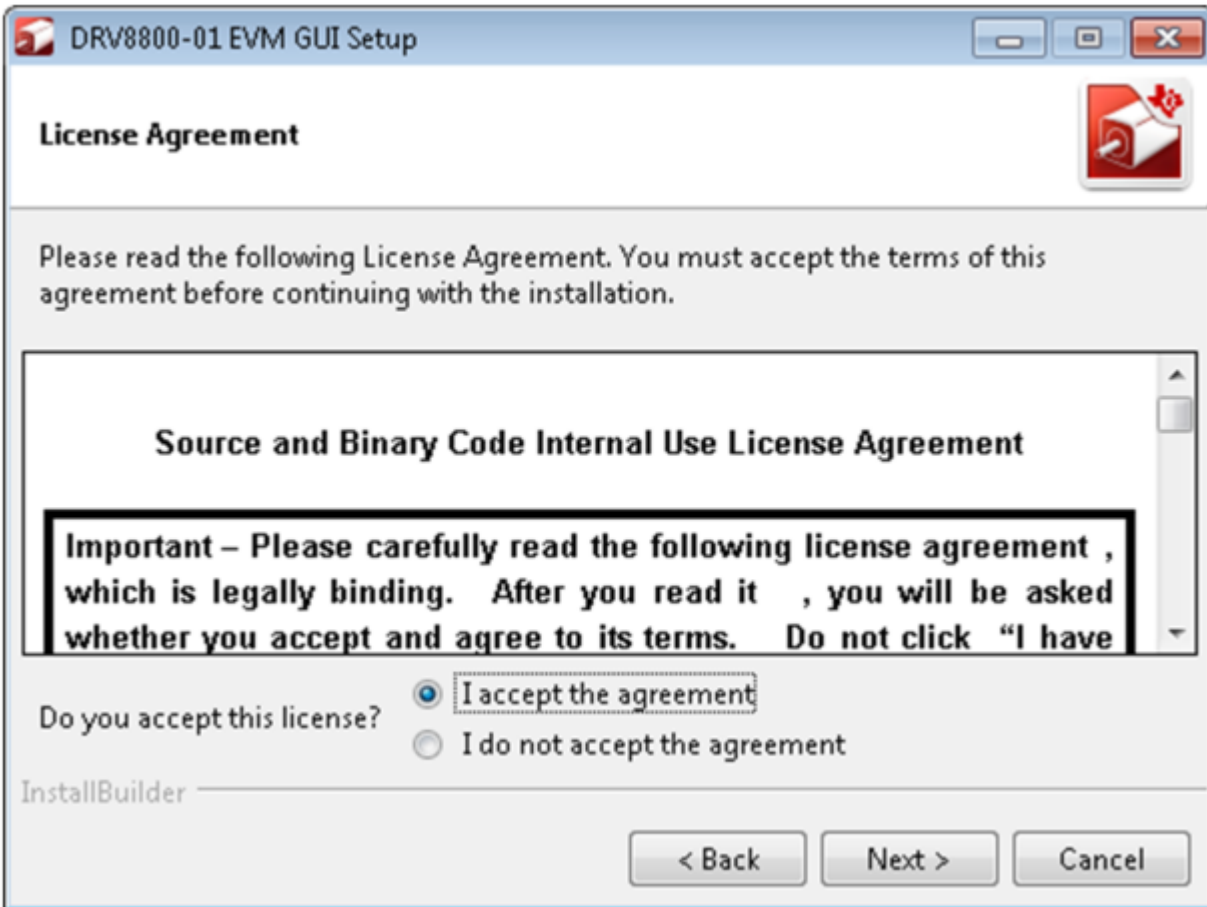 DRV8800-01 EVM GUI Setup
License Agreement
Please read the following License Agreement. You must accept the terms of this
agreement before continuing with the installation.
Source and Binary Code Internal Use License Agreement
Important – Please carefully read the following license agreement ,
which is legally binding. After you read it , you will be asked
whether you accept and agree to its terms. Do not click “I have
Do you accept this license?
I accept the agreement
I do not accept the agreement
InstallBuilder
< Back
Next >
Cancel